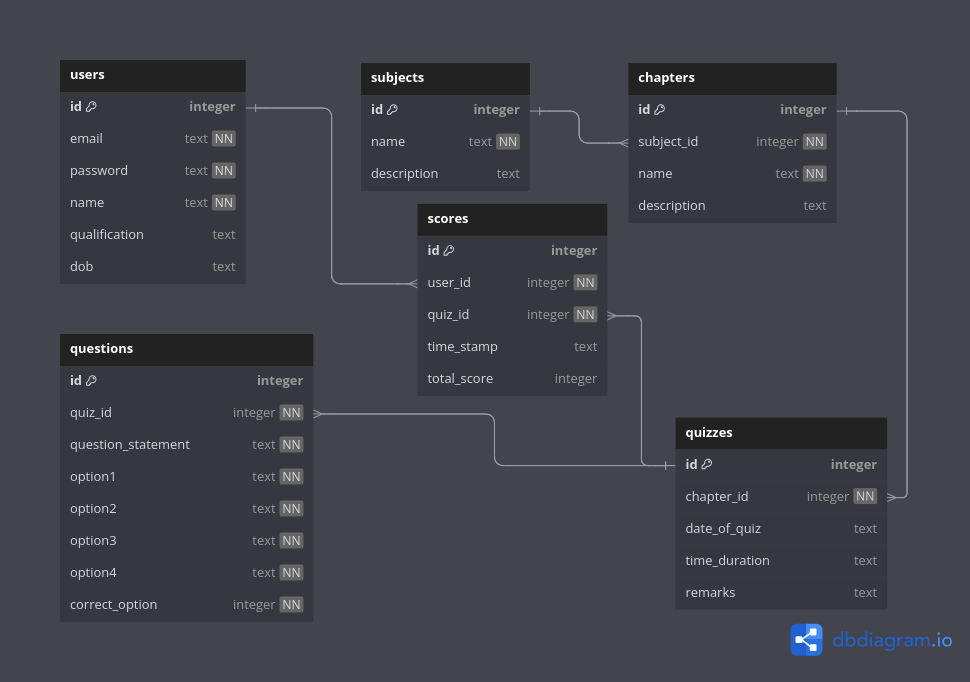 users
id integer
email text NN
password text NN
name text NN
qualification text
dob text
subjects
id integer
name text NN
description text
chapters
id integer
subject_id integer NN
name text NN
description text
scores
id integer
user_id integer NN
quiz_id integer NN
time_stamp text
total_score integer
questions
id integer
quiz_id integer NN
question_statement text NN
option1 text NN
option2 text NN
option3 text NN
option4 text NN
correct_option integer NN
quizzes
id integer
chapter_id integer NN
date_of_quiz text
time_duration text
remarks text
dbdiagram.io